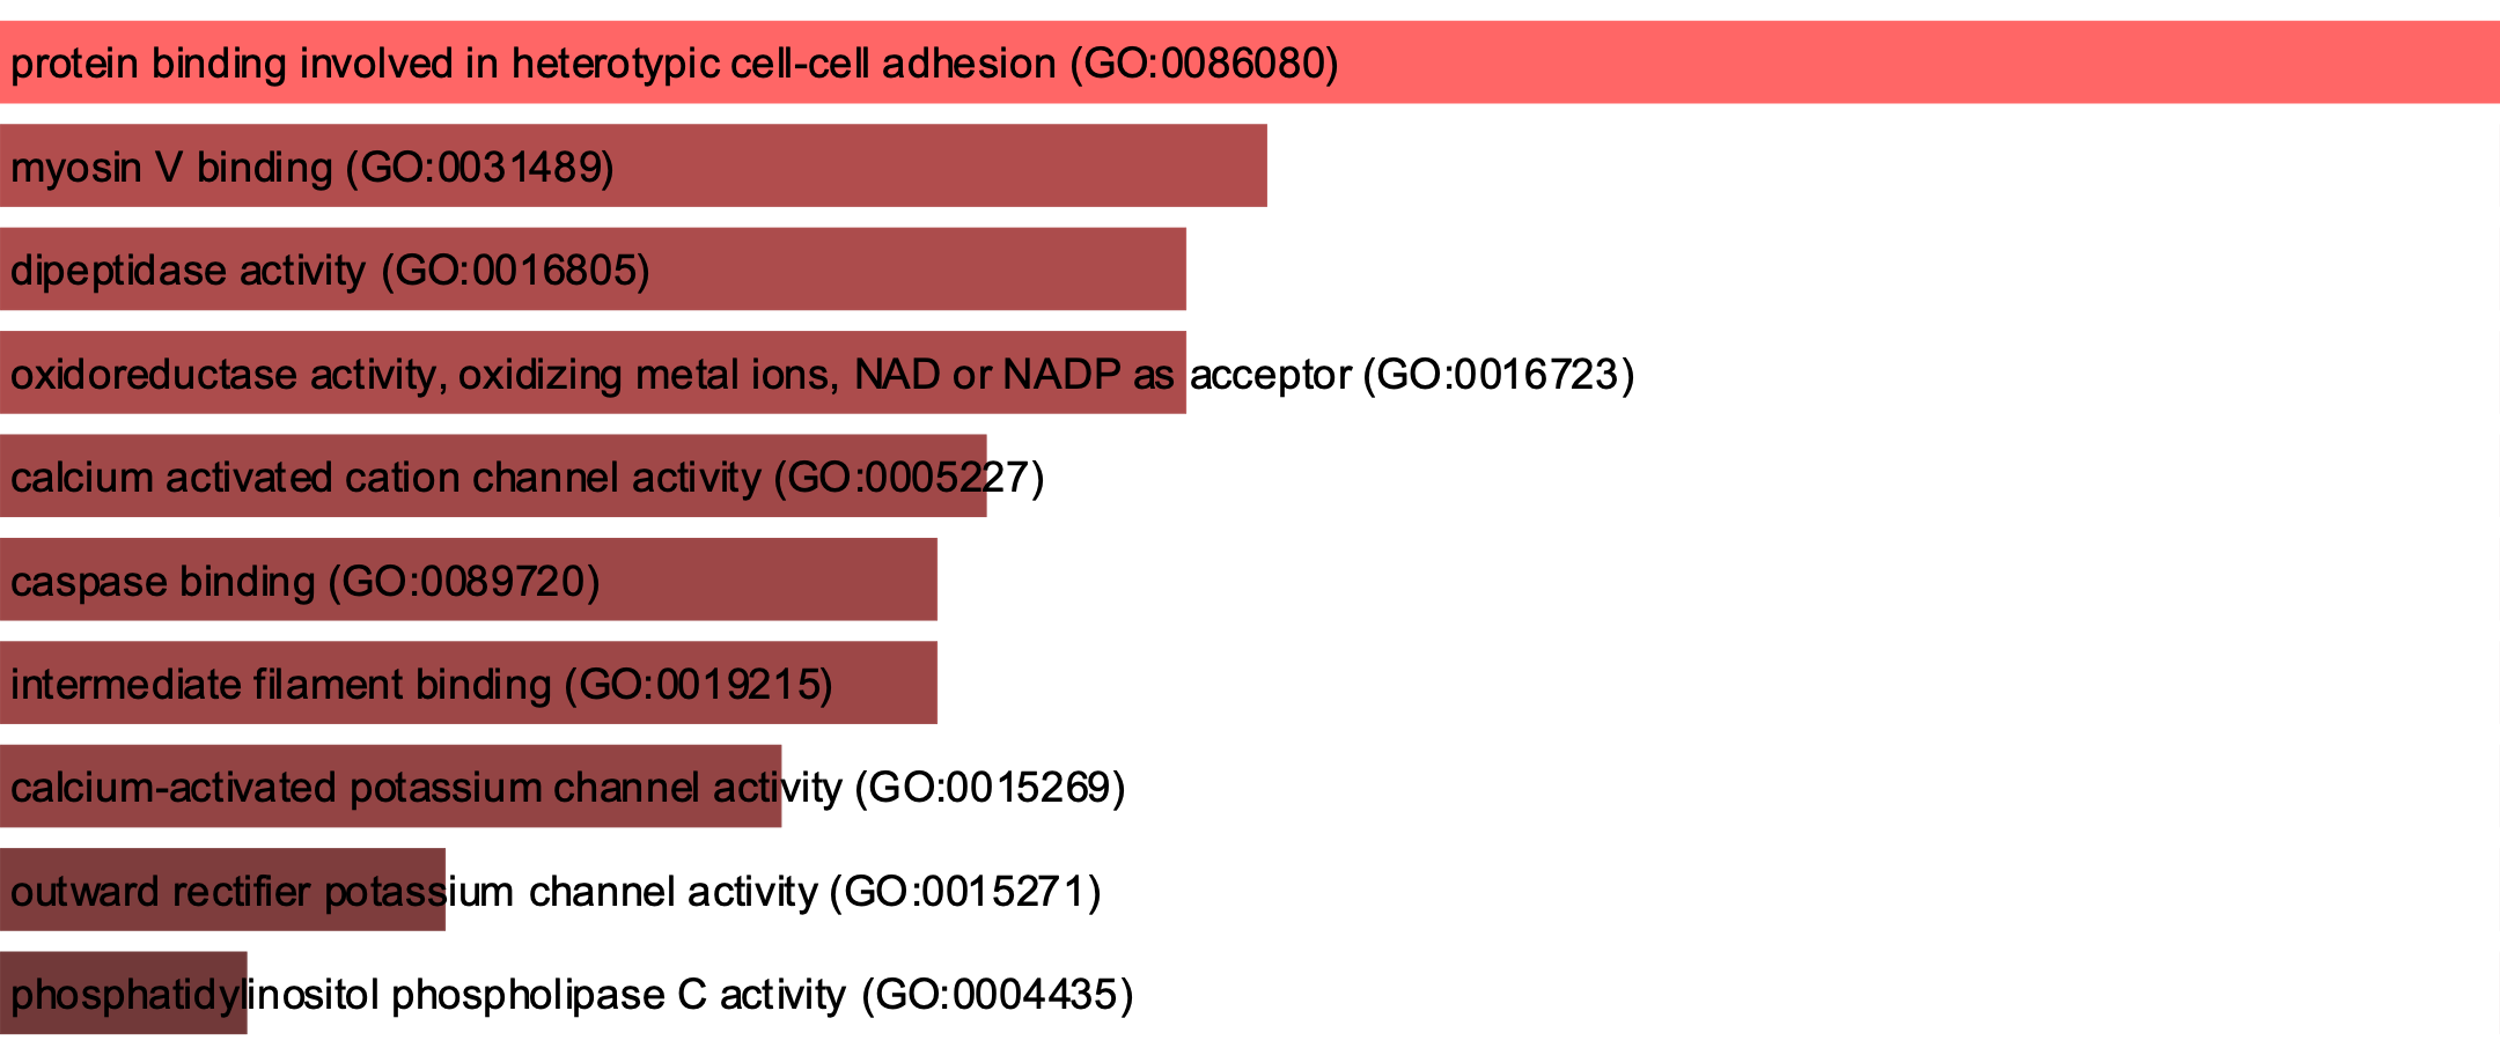 protein binding involved in heterotypic cell-cell adhesion (GO:0086080)
myosin V binding (GO:0031489)
dipeptidase activity (GO:0016805)
oxidoreductase activity, oxidizing metal ions, NAD or NADP as acceptor (GO:0016723)
calcium activated cation channel activity (GO:0005227)
caspase binding (GO:0089720)
intermediate filament binding (GO:0019215)
calcium-activated potassium channel activity (GO:0015269)
outward rectifier potassium channel activity (GO:0015271)
phosphatidylinositol phospholipase C activity (GO:0004435)